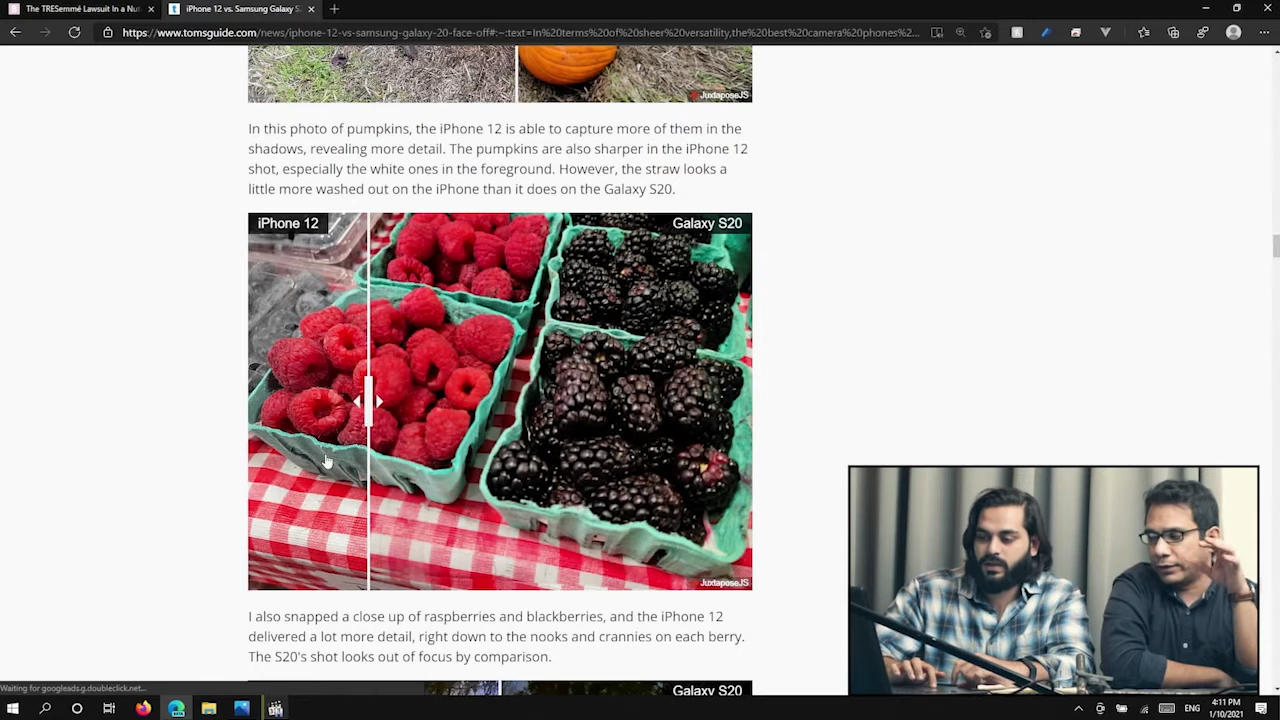 The TRESemmé Lawsuit In a Nu
iPhone 12 vs. Samsung Galaxy S2
https://www.tomsguide.com/news/iphone-12-vs-samsung-galaxy-20-face-off#:~:text=In%20terms%20of%20sheer%20versatility,the%20best%20camera%20phones%2...
JuxtaposeJS
In this photo of pumpkins, the iPhone 12 is able to capture more of them in the
shadows, revealing more detail. The pumpkins are also sharper in the iPhone 12
shot, especially the white ones in the foreground. However, the straw looks a
little more washed out on the iPhone than it does on the Galaxy S20.
iPhone 12
Galaxy S20
JuxtaposeJS
I also snapped a close up of raspberries and blackberries, and the iPhone 12
delivered a lot more detail, right down to the nooks and crannies on each berry.
The S20's shot looks out of focus by comparison.
Galaxy S20
Waiting for googleads.g.doubleclick.net...
ENG
4:11 PM
1/10/2021